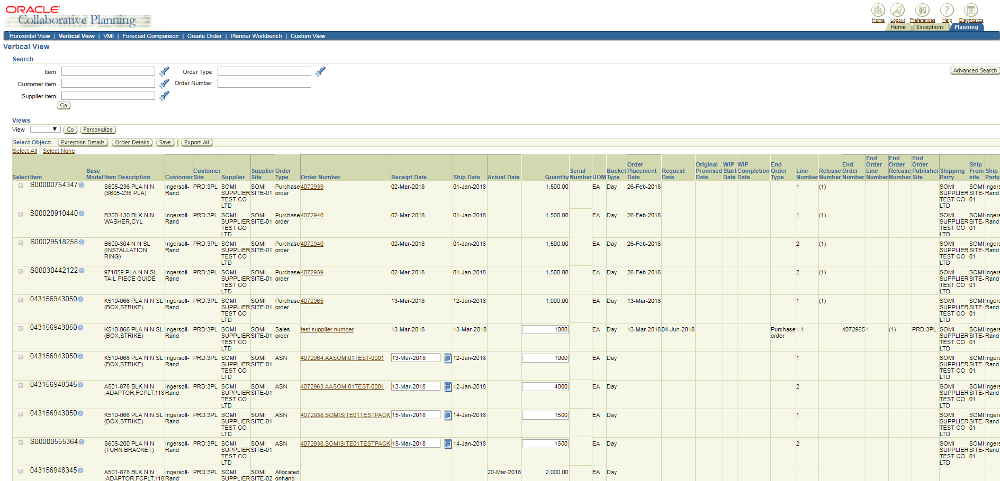 ORACLE
Collaborative Planning
Home Logout Preferences Help Diagnostics
Home Exceptions Planning
Horizontal View | Vertical View | VMI | Forecast Comparison | Create Order | Planner Workbench | Custom View
Vertical View
Search
Item Order Type
Advanced Search
Customer item Order Number
Supplier item
Go
Views
View Go Personalize
Select Object: Exception Details Order Details Save | Export All
Select All | Select None
Select Item Base Model Item Description Customer Customer Site Supplier Supplier Site Order Type Order Number Receipt Date Ship Date Actual Date Quantity Serial Number UOM Bucket Type Order Placement Date Request Date Original Promised Date WIP Start Date WIP Completion Date End Order Type Line Number Release Number End Order Number End Order Line Number End Order Release Number End Order Publisher Site Shipping Party Ship From site Ship Party
S00000754347 S605-236 PLA N N (S605-236 PLA) Ingersoll-Rand PRD:3PL SOMI SUPPLIER TEST CO LTD SOMI SITE-01 Purchase order 4072939 02-Mar-2018 01-Jan-2018 1,500.00 EA Day 26-Feb-2018 1 (1) SOMI SUPPLIER TEST CO LTD SOMI SITE-01 Ingers Rand
S00020910440 B300-130 BLK N N WASHER,CYL Ingersoll-Rand PRD:3PL SOMI SUPPLIER TEST CO LTD SOMI SITE-01 Purchase order 4072940 02-Mar-2018 01-Jan-2018 1,500.00 EA Day 26-Feb-2018 1 (1) SOMI SUPPLIER TEST CO LTD SOMI SITE-01 Ingers Rand
S00029518258 B600-304 N N SL (INSTALLATION RING) Ingersoll-Rand PRD:3PL SOMI SUPPLIER TEST CO LTD SOMI SITE-01 Purchase order 4072940 02-Mar-2018 01-Jan-2018 1,500.00 EA Day 26-Feb-2018 2 (1) SOMI SUPPLIER TEST CO LTD SOMI SITE-01 Ingers Rand
S00030442122 971059 PLA N N SL TAIL PIECE GUIDE Ingersoll-Rand PRD:3PL SOMI SUPPLIER TEST CO LTD SOMI SITE-01 Purchase order 4072939 02-Mar-2018 01-Jan-2018 1,500.00 EA Day 26-Feb-2018 2 (1) SOMI SUPPLIER TEST CO LTD SOMI SITE-01 Ingers Rand
043156943050 K510-066 PLA N N SL (BOX,STRIKE) Ingersoll-Rand PRD:3PL SOMI SUPPLIER TEST CO LTD SOMI SITE-01 Purchase order 4072965 13-Mar-2018 12-Jan-2018 1,000.00 EA Day 13-Mar-2018 1 (1) SOMI SUPPLIER TEST CO LTD SOMI SITE-01 Ingers Rand
043156943050 K510-066 PLA N N SL (BOX,STRIKE) Ingersoll-Rand PRD:3PL SOMI SUPPLIER TEST CO LTD SOMI SITE-01 Sales order test supplier number 13-Mar-2018 13-Mar-2018 1000 EA Day 13-Mar-2018 04-Jun-2018 Purchase order 1.1 4072965 1 (1) PRD:3PL SOMI SUPPLIER TEST CO LTD SOMI SITE-01 Ingers Rand
043156943050 K510-066 PLA N N SL (BOX,STRIKE) Ingersoll-Rand PRD:3PL SOMI SUPPLIER TEST CO LTD SOMI SITE-01 ASN 4072964.AASOMI01TEST-0001 13-Mar-2018 12-Jan-2018 1000 EA Day 1 SOMI SUPPLIER TEST CO LTD SOMI SITE-01 Ingers Rand
043156948345 A501-878 BLK N N ,ADAPTOR,FCPLT,118 Ingersoll-Rand PRD:3PL SOMI SUPPLIER TEST CO LTD SOMI SITE-01 ASN 4072963.AASOMI01TEST-0001 13-Mar-2018 12-Jan-2018 4000 EA Day 2 SOMI SUPPLIER TEST CO LTD SOMI SITE-01 Ingers Rand
043156943050 K510-066 PLA N N SL (BOX,STRIKE) Ingersoll-Rand PRD:3PL SOMI SUPPLIER TEST CO LTD SOMI SITE-01 ASN 4072938.SOMISITE01TESTPACK 15-Mar-2018 14-Jan-2018 1500 EA Day 1 SOMI SUPPLIER TEST CO LTD SOMI SITE-01 Ingers Rand
S00000555364 S605-200 PLA N N (TURN BRACKET) Ingersoll-Rand PRD:3PL SOMI SUPPLIER TEST CO LTD SOMI SITE-01 ASN 4072938.SOMISITE01TESTPACK 15-Mar-2018 14-Jan-2018 1500 EA Day 2 SOMI SUPPLIER TEST CO LTD SOMI SITE-01 Ingers Rand
043156948345 A501-878 BLK N N ,ADAPTOR,FCPLT,118 Ingersoll-Rand PRD:3PL SOMI SUPPLIER SOMI SITE-02 Allocated onhand 20-Mar-2018 2,000.00 EA Day